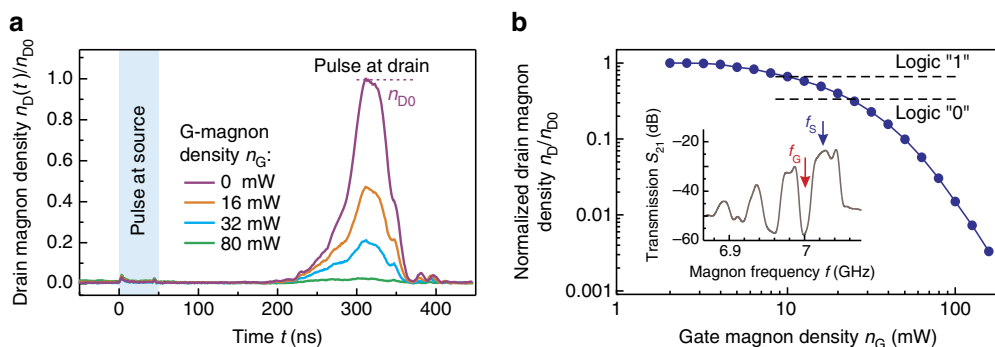 a
Drain magnon density n_D(t)/n_D0
1.0
0.8
0.6
0.4
0.2
0.0
0
100
200
300
400
Time t (ns)
Pulse at source
Pulse at drain
n_D0
G-magnon
density n_G:
0 mW
16 mW
32 mW
80 mW
b
Normalized drain magnon
density n_D/n_D0
1
0.1
0.01
0.001
1
10
100
Gate magnon density n_G (mW)
Logic "1"
Logic "0"
Transmission S_21 (dB)
−20
−40
−60
f_S
f_G
6.9
7
Magnon frequency f (GHz)